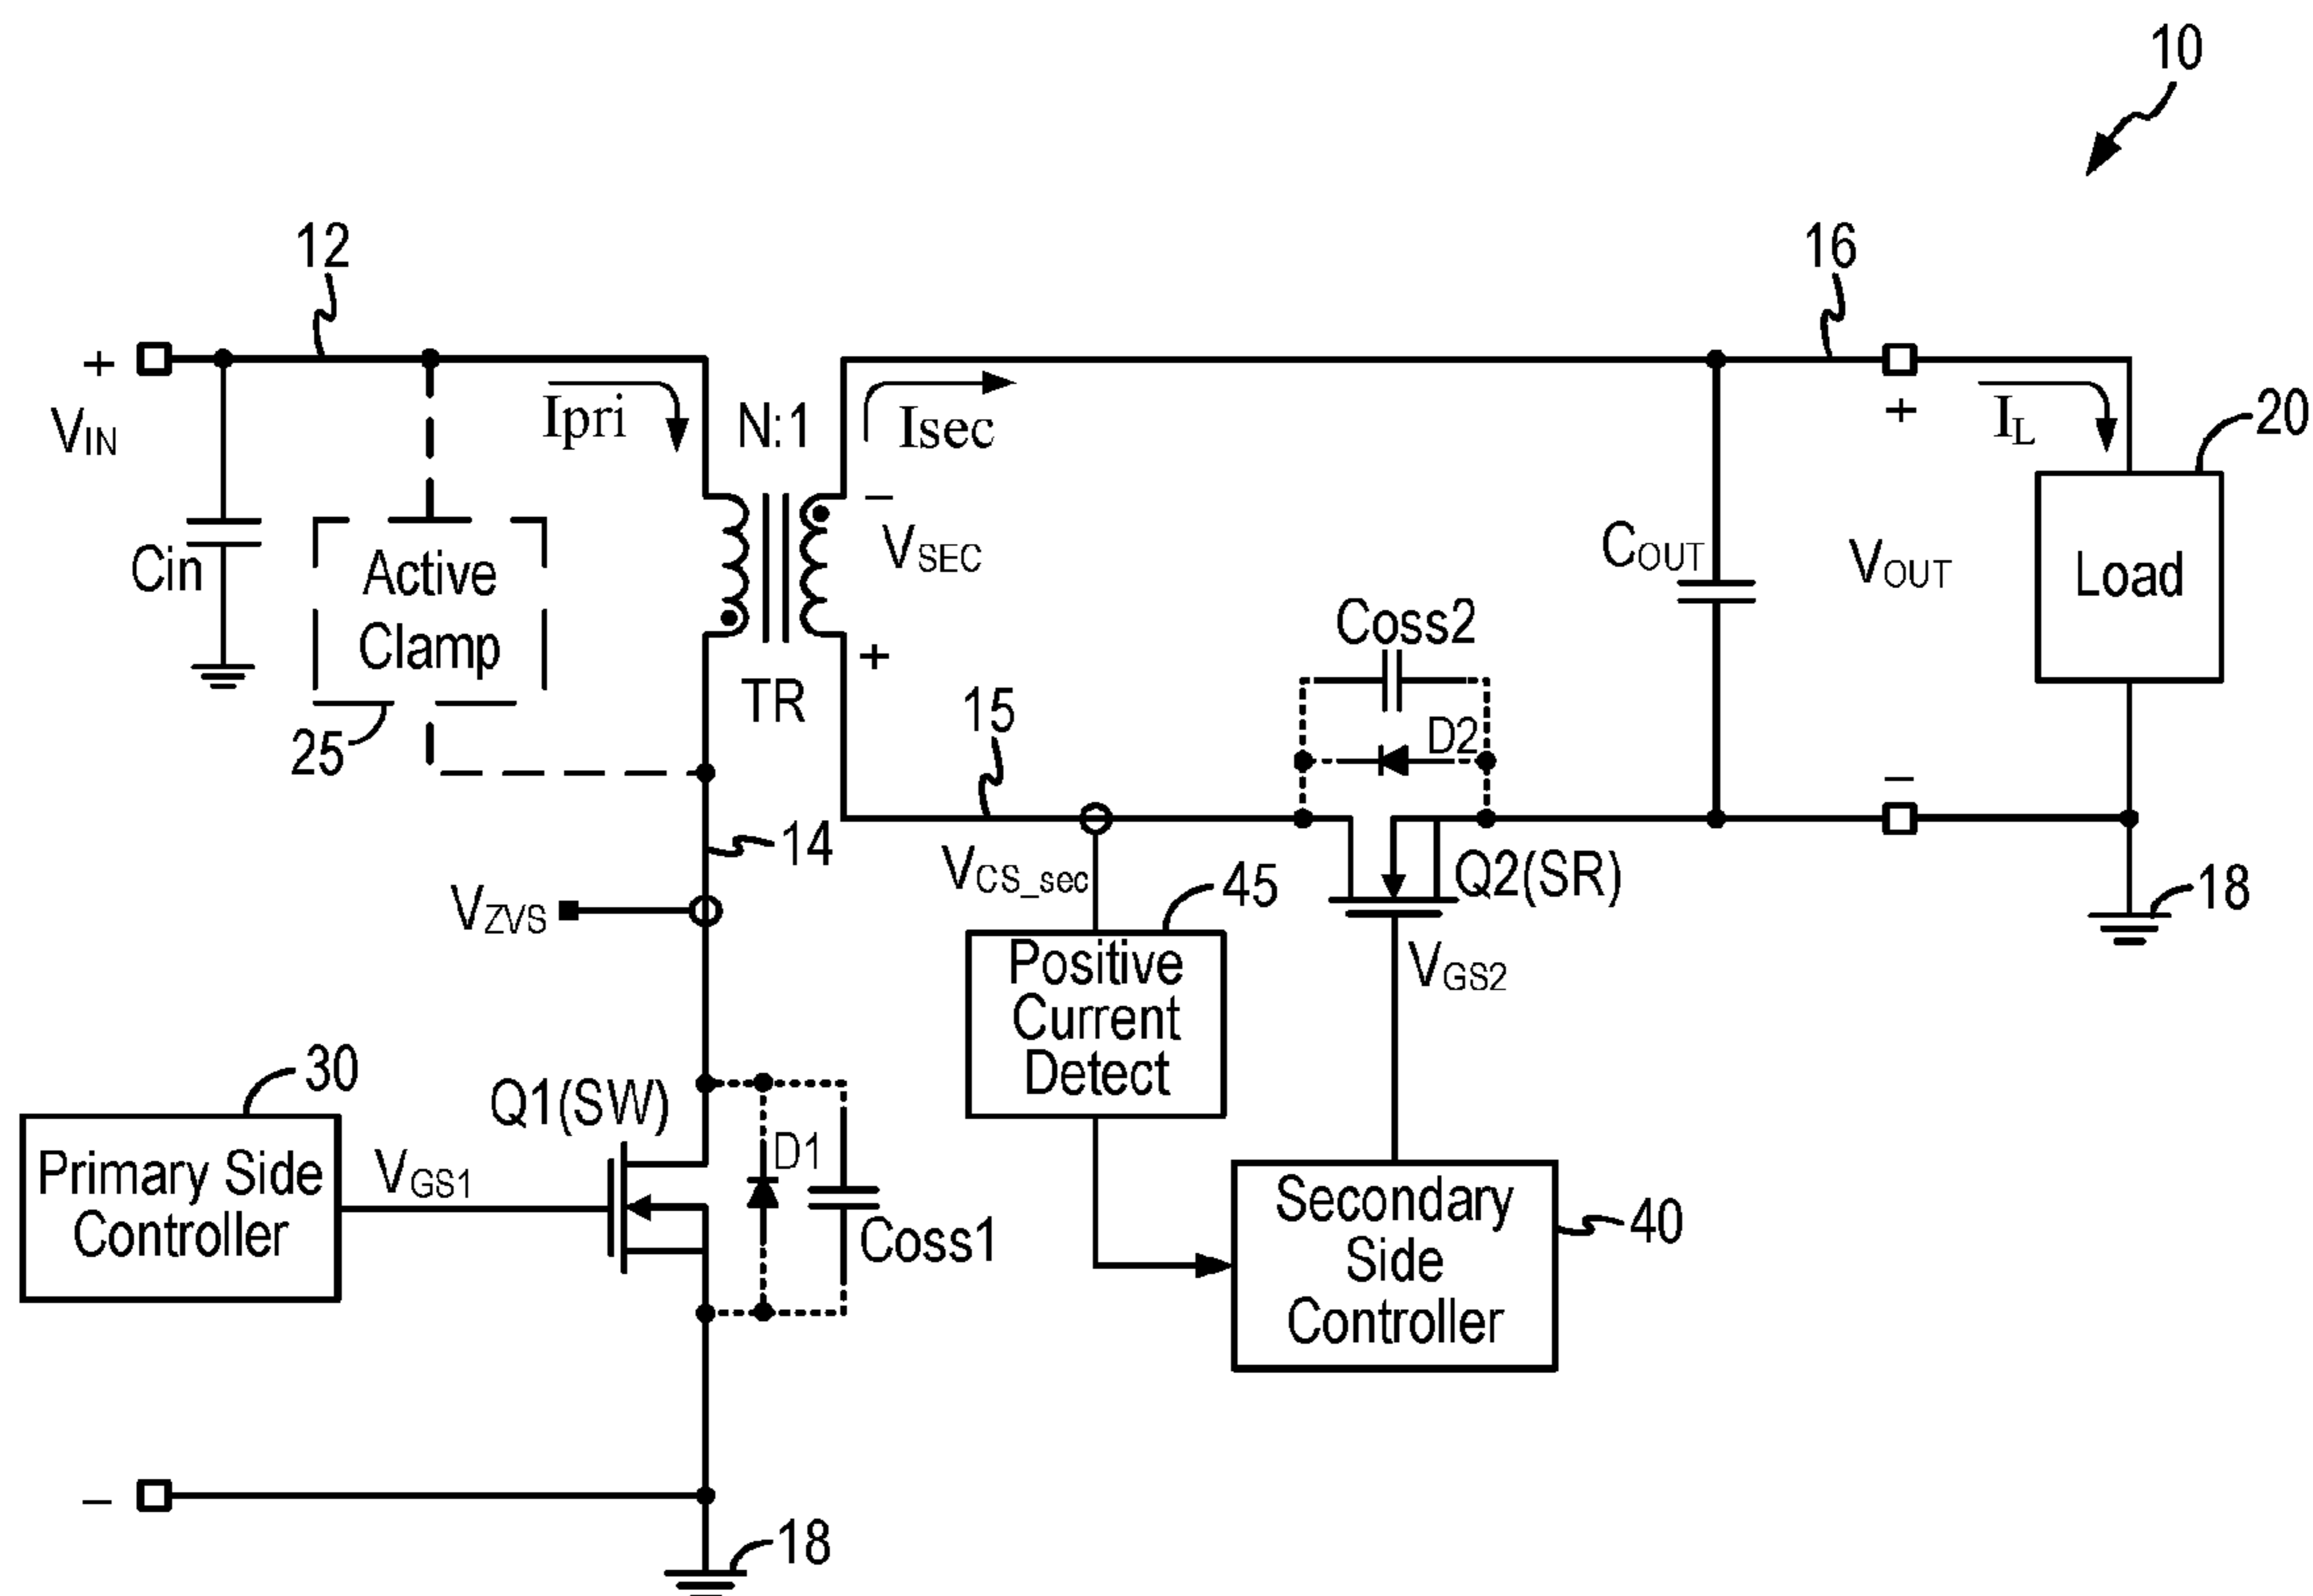 10
12
16
+
Ipri
N:1
Isec
+
IL
20
VIN
−
VSEC
Cin
Active
Clamp
COUT
VOUT
Load
Coss2
+
TR
15
25
D2
−
14
VCS_sec
45
Q2(SR)
18
VZVS
Positive
Current
Detect
VGS2
30
Q1(SW)
D1
Primary Side
Controller
VGS1
Coss1
Secondary
Side
Controller
40
−
18